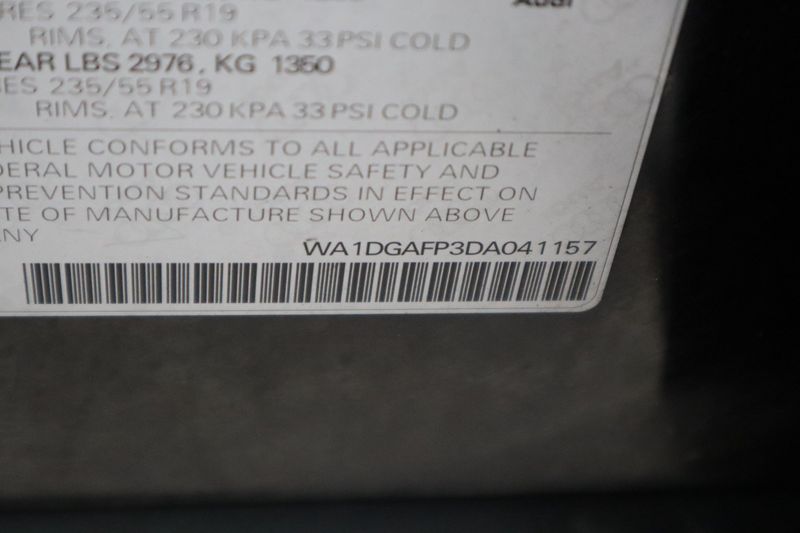 Audi
RES 235/55 R19
RIMS, AT 230 KPA 33 PSI COLD
EAR LBS 2976, KG 1350
ES 235/55 R19
RIMS, AT 230 KPA 33 PSI COLD
HICLE CONFORMS TO ALL APPLICABLE
DERAL MOTOR VEHICLE SAFETY AND
PREVENTION STANDARDS IN EFFECT ON
TE OF MANUFACTURE SHOWN ABOVE
ANY
WA1DGAFP3DA041157